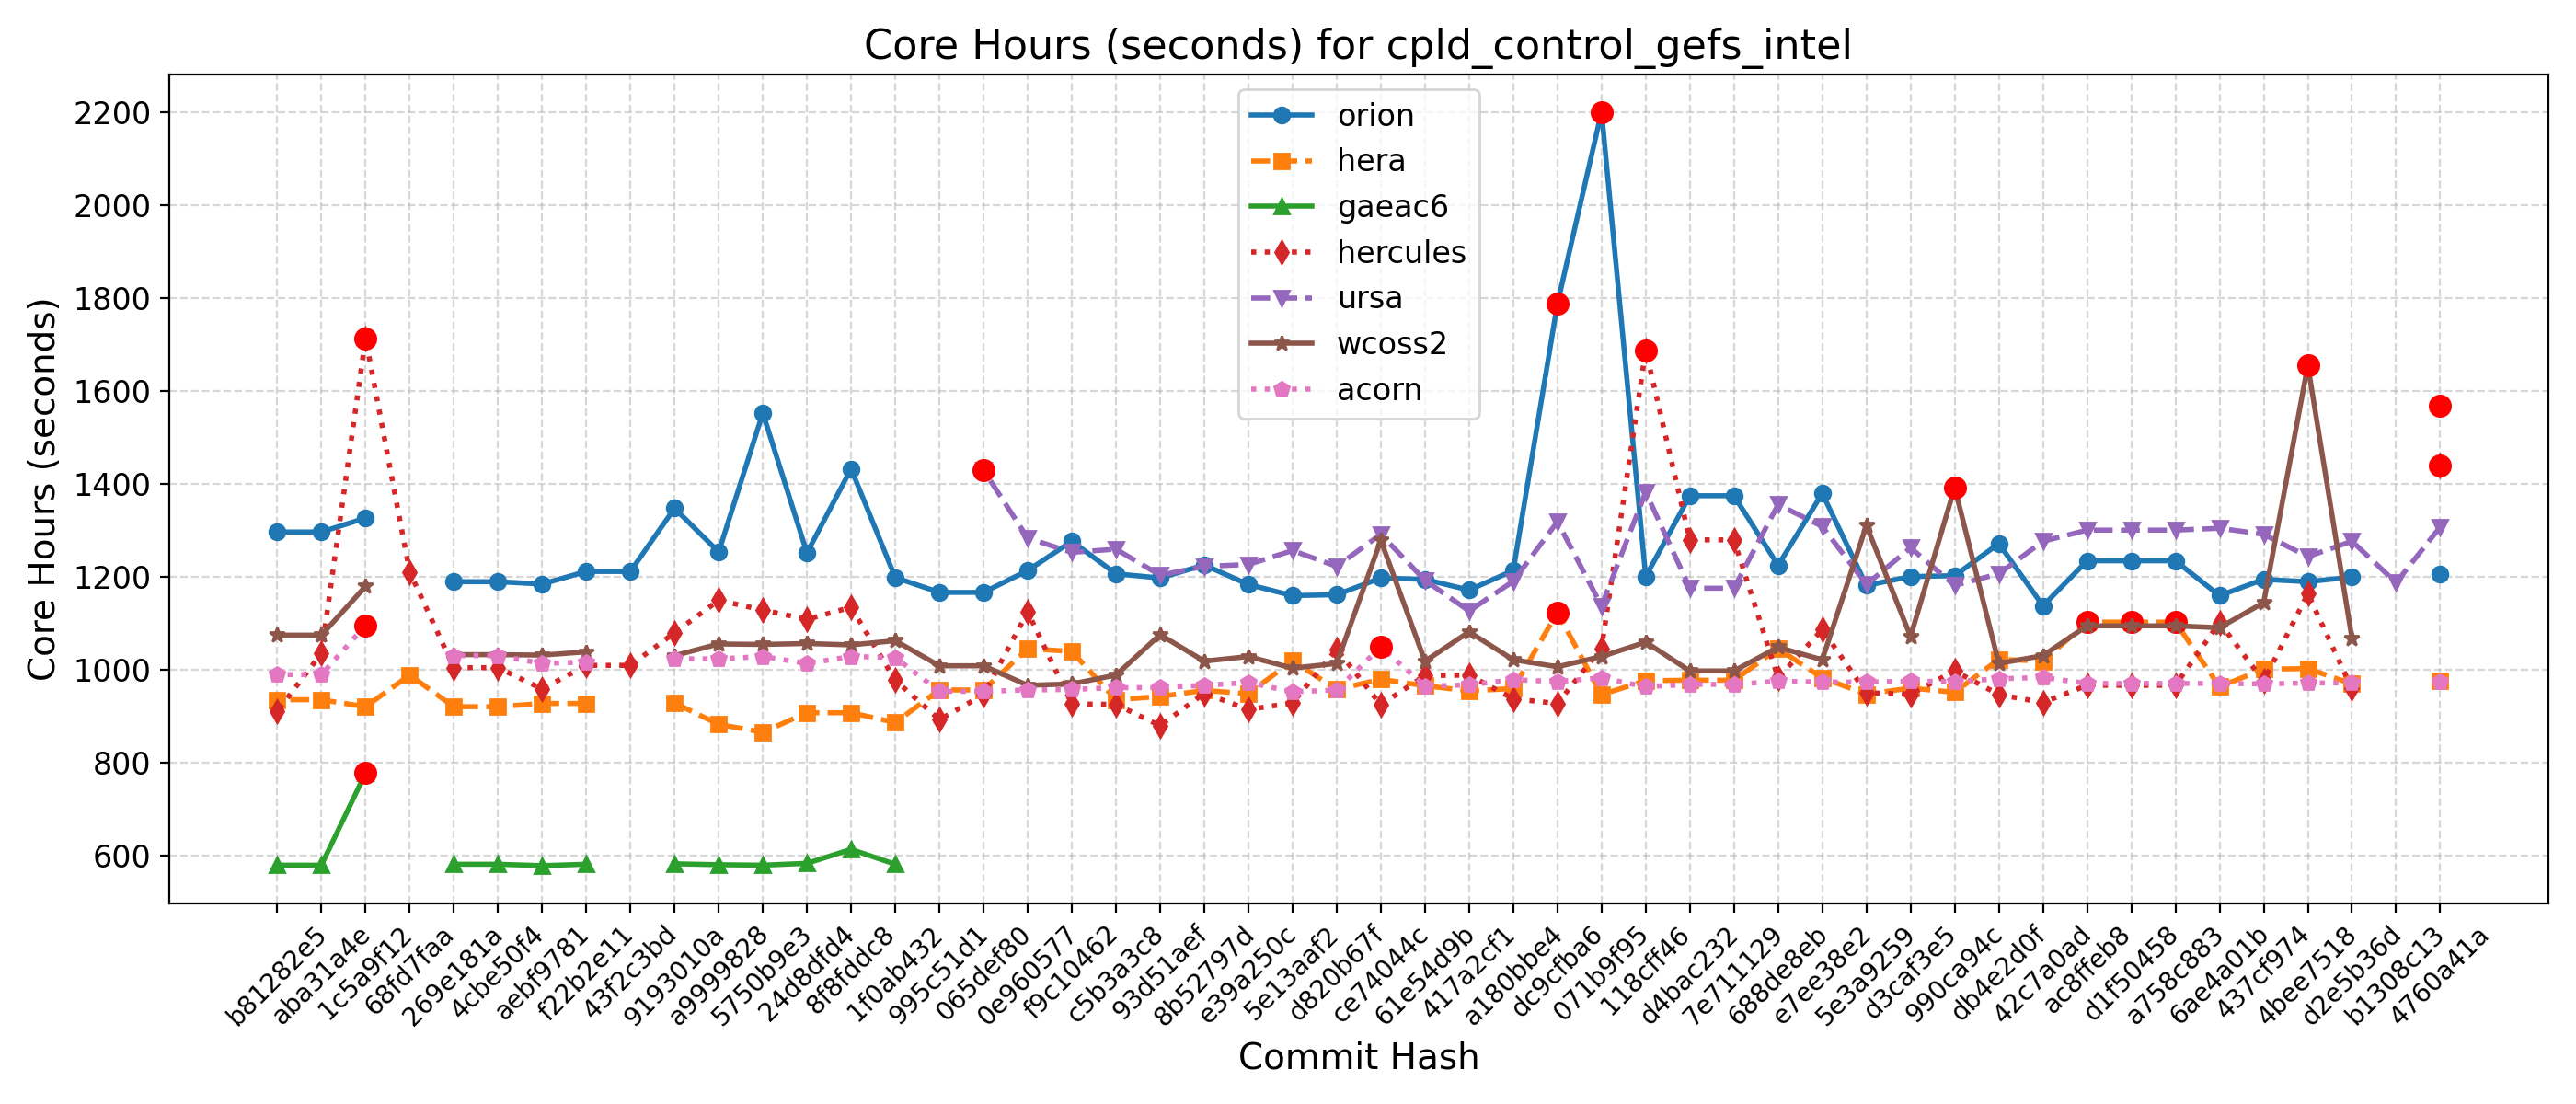 Core Hours (seconds) for cpld_control_gefs_intel
Core Hours (seconds)
2200
2000
1800
1600
1400
1200
1000
800
600
orion
hera
gaeac6
hercules
ursa
wcoss2
acorn
b81282e5
aba31a4e
1c5a9f12
68fd7faa
269e181a
4cbe50f4
aebf9781
f22b2e11
43f2c3bd
9193010a
a9999828
5750b9e3
24d8dfd4
8f8fddc8
1f0ab432
995c51d1
065def80
0e960577
f9c10462
c5b3a3c8
93d51aef
8b52797d
e39a250c
5e13aaf2
d820b67f
ce74044c
61e54d9b
417a2cf1
a180bbe4
dc9cfba6
071b9f95
118cff46
d4bac232
7e711129
688de8eb
e7ee38e2
5e3a9259
d3caf3e5
990ca94c
db4e2d0f
42c7a0ad
ac8ffeb8
d1f50458
a758c883
6ae4a01b
437cf974
4bee7518
d2e5b36d
b1308c13
4760a41a
Commit Hash